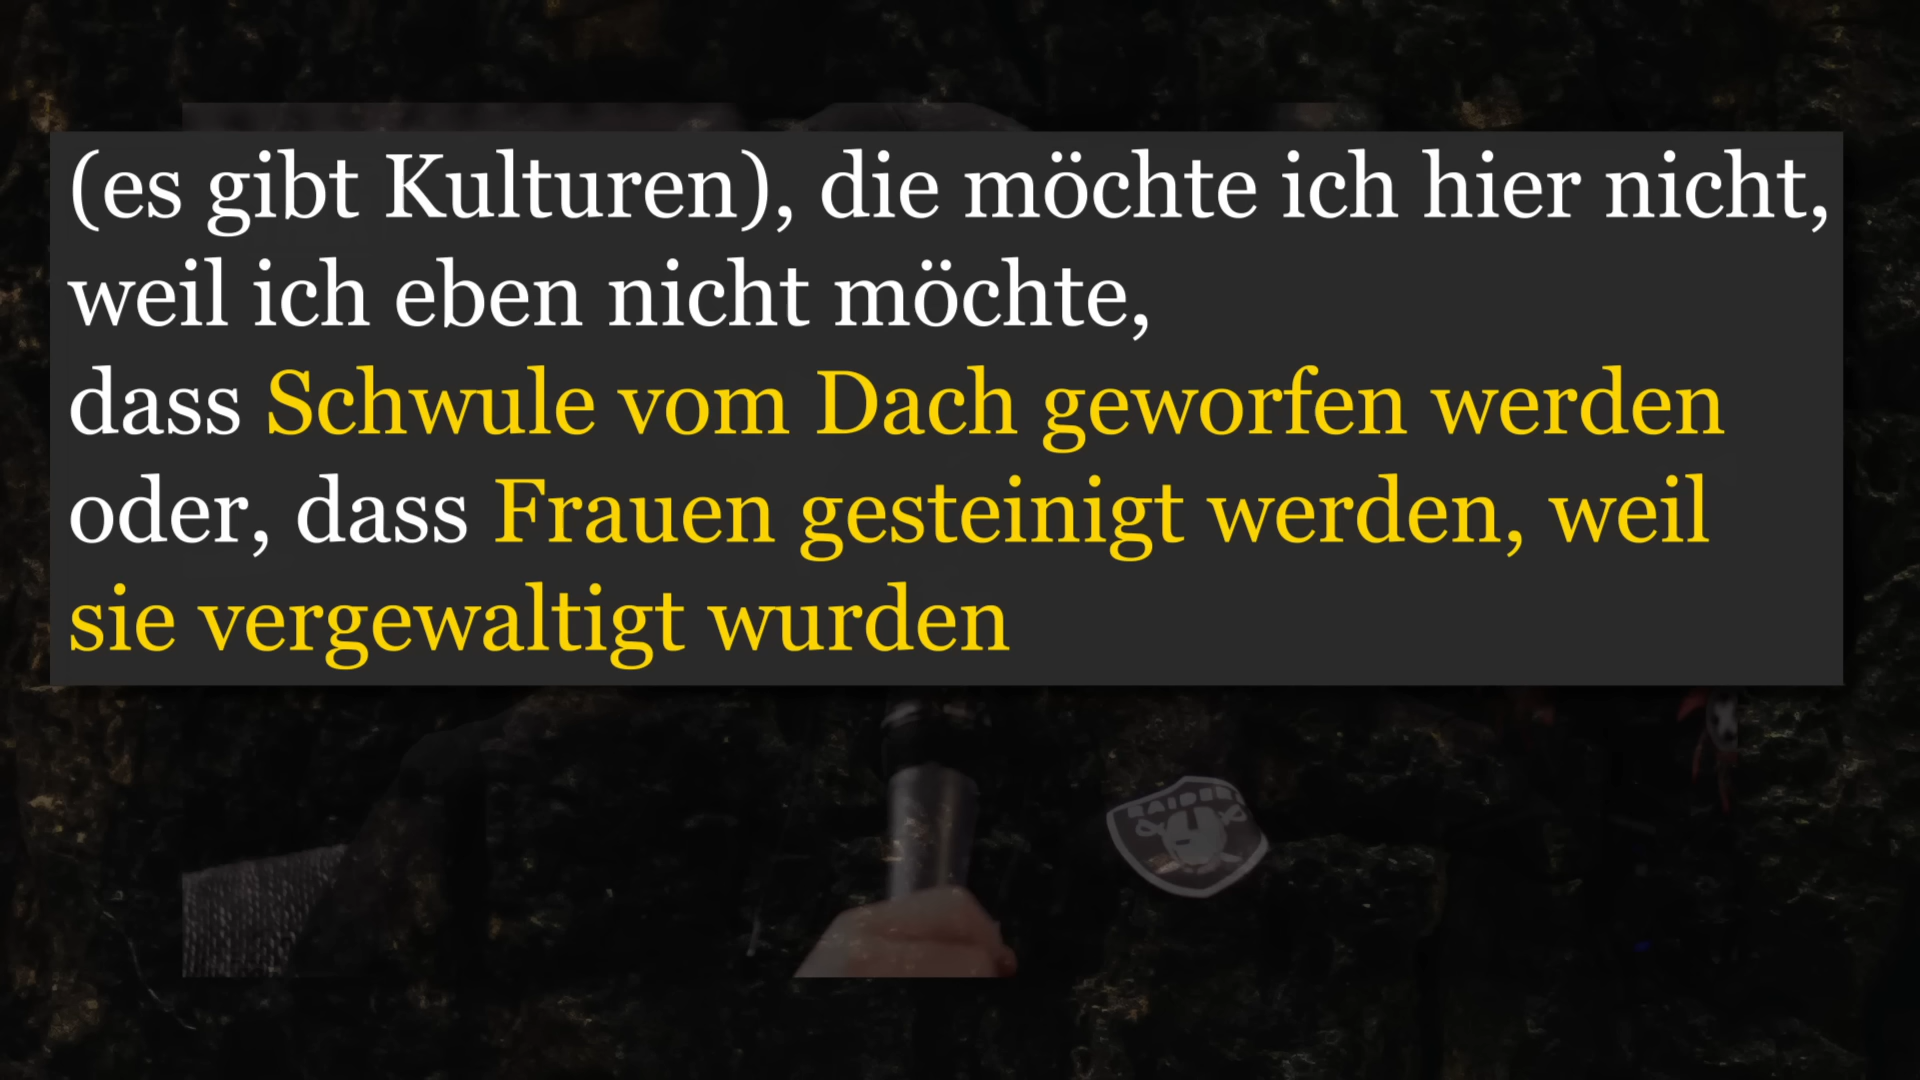 (es gibt Kulturen), die möchte ich hier nicht,
weil ich eben nicht möchte,
dass Schwule vom Dach geworfen werden
oder, dass Frauen gesteinigt werden, weil
sie vergewaltigt wurden
RAIDERS